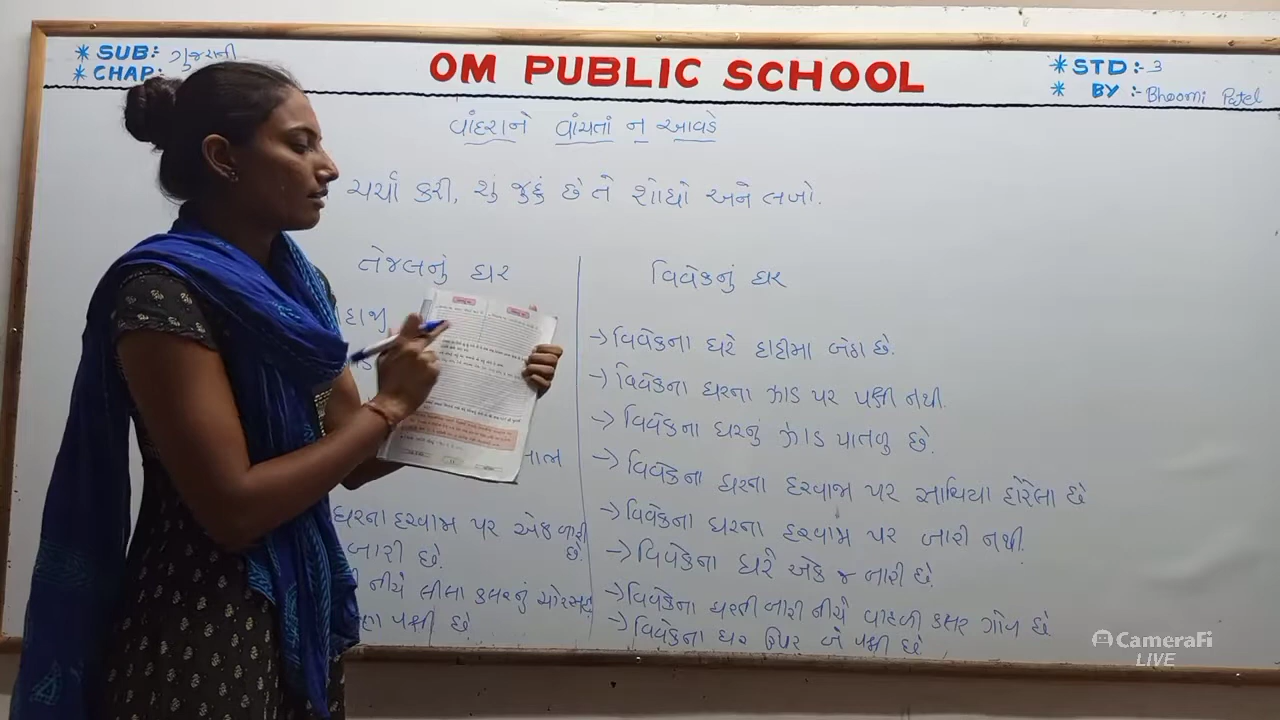 * SUB:- ગુજરાતી
* CHAP:
OM PUBLIC SCHOOL
* STD :- 3
* BY :- Bhoomi Patel
વાંદરાને વાંચતાં ન આવડે
ચર્ચા કરી, શું જુદું છે તે શોધો અને લખો.
તેજલનું ઘર
વિવેકનું ઘર
→ વિવેકના ઘરે દાદીમા બેઠા છે.
→ વિવેકના ઘરના ઝાડ પર પક્ષી નથી.
→ વિવેકના ઘરનું ઝાડ પાતળુ છે.
→ વિવેકના ઘરના દરવાજા પર સાથિયા દોરેલા છે
→ વિવેકના ઘરના દરવાજા પર બારી નથી.
→ વિવેકના ઘરે એક જ બારી છે.
→ વિવેકના ઘરની બારી નીચે વાદળી કલર ગોળ છે
→ વિવેકના ઘર ઉપર બે પક્ષી છે
દાજી
ઘરના દરવાજા પર એક બારી છે.
બારી છે.
નીચે લીલા કલરનું ચોરસ
પક્ષી છે
CameraFi
LIVE